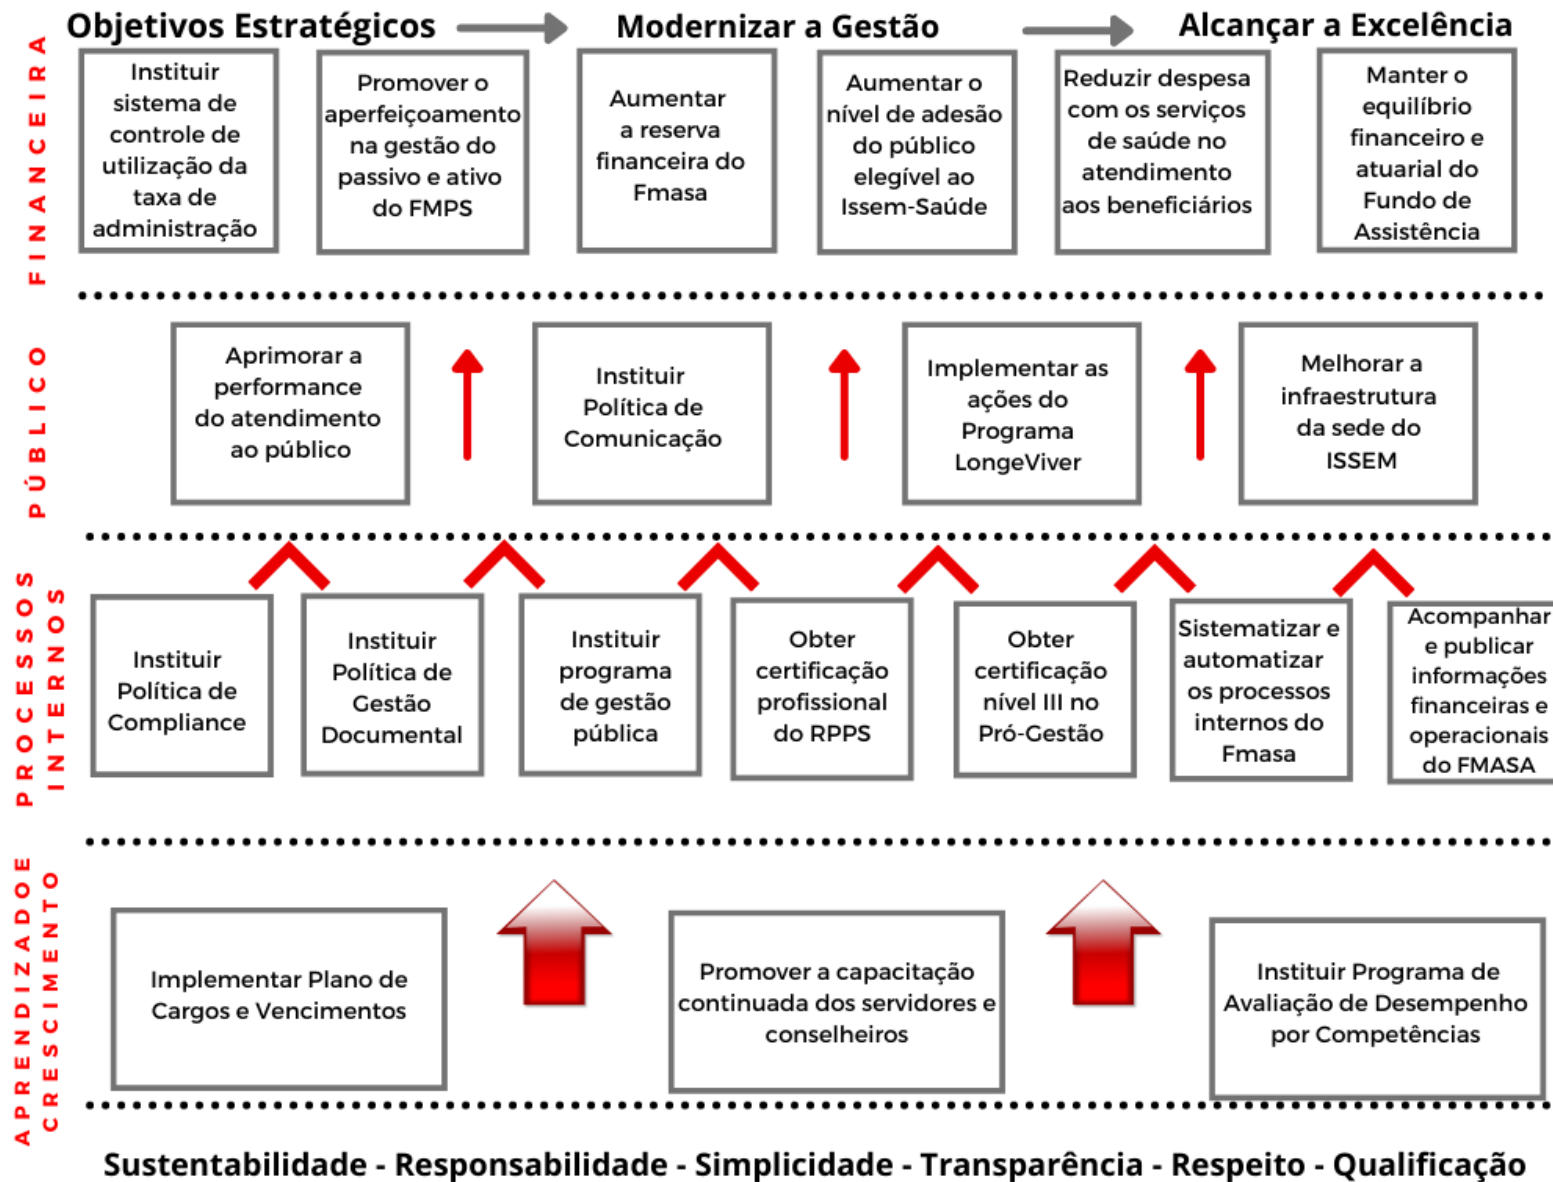 Objetivos Estratégicos
Modernizar a Gestão
Alcançar a Excelência
FINANCEIRA
Instituir
sistema de
controle de
utilização da
taxa de
administração
Promover o
aperfeiçoamento
na gestão do
passivo e ativo
do FMPS
Aumentar
a reserva
financeira do
Fmasa
Aumentar o
nível de adesão
do público
elegível ao
Issem-Saúde
Reduzir despesa
com os serviços
de saúde no
atendimento
aos beneficiários
Manter o
equilíbrio
financeiro e
atuarial do
Fundo de
Assistência
PÚBLICO
Aprimorar a
performance
do atendimento
ao público
Instituir
Política de
Comunicação
Implementar as
ações do
Programa
LongeViver
Melhorar a
infraestrutura
da sede do
ISSEM
PROCESSOS
INTERNOS
Instituir
Política de
Compliance
Instituir
Política de
Gestão
Documental
Instituir
programa
de gestão
pública
Obter
certificação
profissional
do RPPS
Obter
certificação
nível III no
Pró-Gestão
Sistematizar e
automatizar
os processos
internos do
Fmasa
Acompanhar
e publicar
informações
financeiras e
operacionais
do FMASA
APRENDIZADOE
CRESCIMENTO
Implementar Plano de
Cargos e Vencimentos
Promover a capacitação
continuada dos servidores e
conselheiros
Instituir Programa de
Avaliação de Desempenho
por Competências
Sustentabilidade - Responsabilidade - Simplicidade - Transparência - Respeito - Qualificação